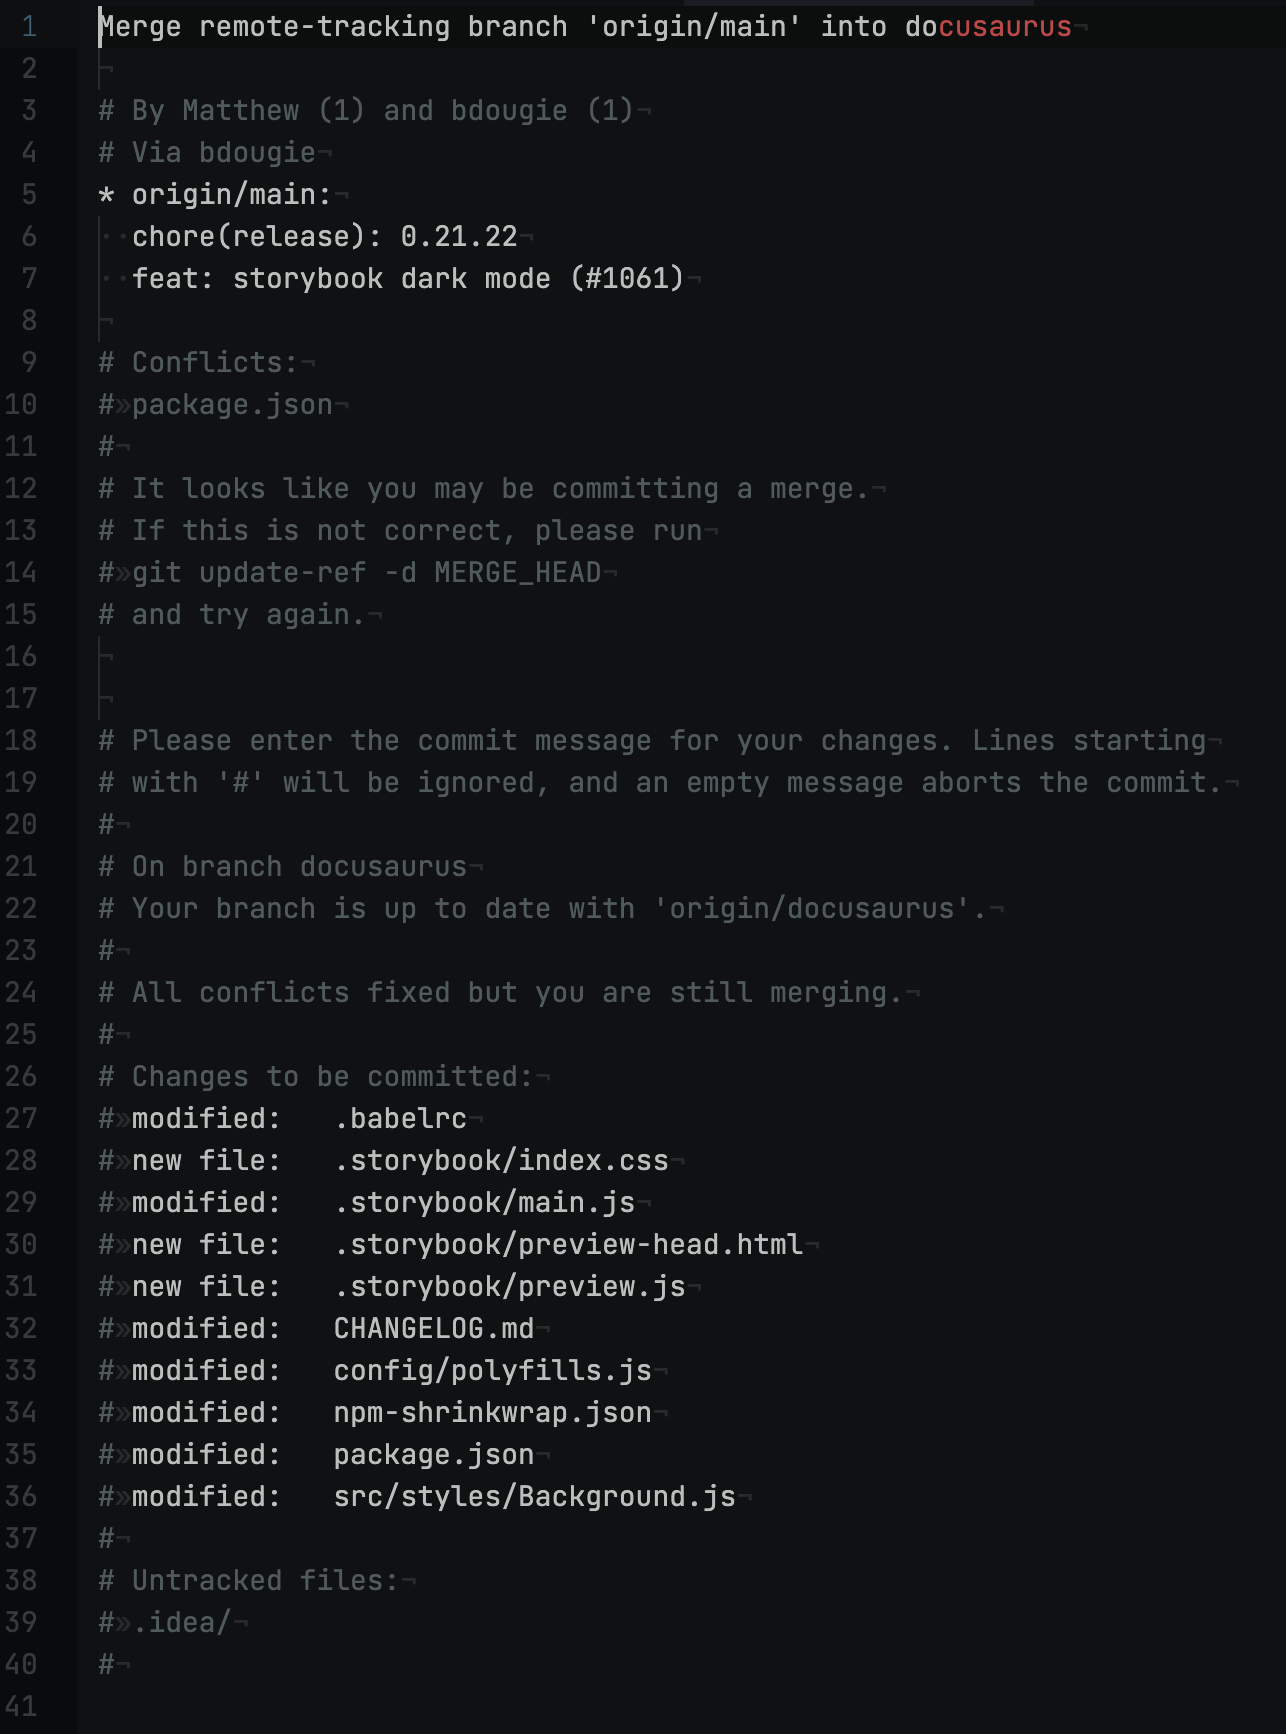 1 Merge remote-tracking branch 'origin/main' into docusaurus¬
2 ¬
3 # By Matthew (1) and bdougie (1)¬
4 # Via bdougie¬
5 * origin/main:¬
6 ··chore(release): 0.21.22¬
7 ··feat: storybook dark mode (#1061)¬
8 ¬
9 # Conflicts:¬
10 #»package.json¬
11 #¬
12 # It looks like you may be committing a merge.¬
13 # If this is not correct, please run¬
14 #»git update-ref -d MERGE_HEAD¬
15 # and try again.¬
16 ¬
17 ¬
18 # Please enter the commit message for your changes. Lines starting¬
19 # with '#' will be ignored, and an empty message aborts the commit.¬
20 #¬
21 # On branch docusaurus¬
22 # Your branch is up to date with 'origin/docusaurus'.¬
23 #¬
24 # All conflicts fixed but you are still merging.¬
25 #¬
26 # Changes to be committed:¬
27 #»modified:   .babelrc¬
28 #»new file:   .storybook/index.css¬
29 #»modified:   .storybook/main.js¬
30 #»new file:   .storybook/preview-head.html¬
31 #»new file:   .storybook/preview.js¬
32 #»modified:   CHANGELOG.md¬
33 #»modified:   config/polyfills.js¬
34 #»modified:   npm-shrinkwrap.json¬
35 #»modified:   package.json¬
36 #»modified:   src/styles/Background.js¬
37 #¬
38 # Untracked files:¬
39 #».idea/¬
40 #¬
41